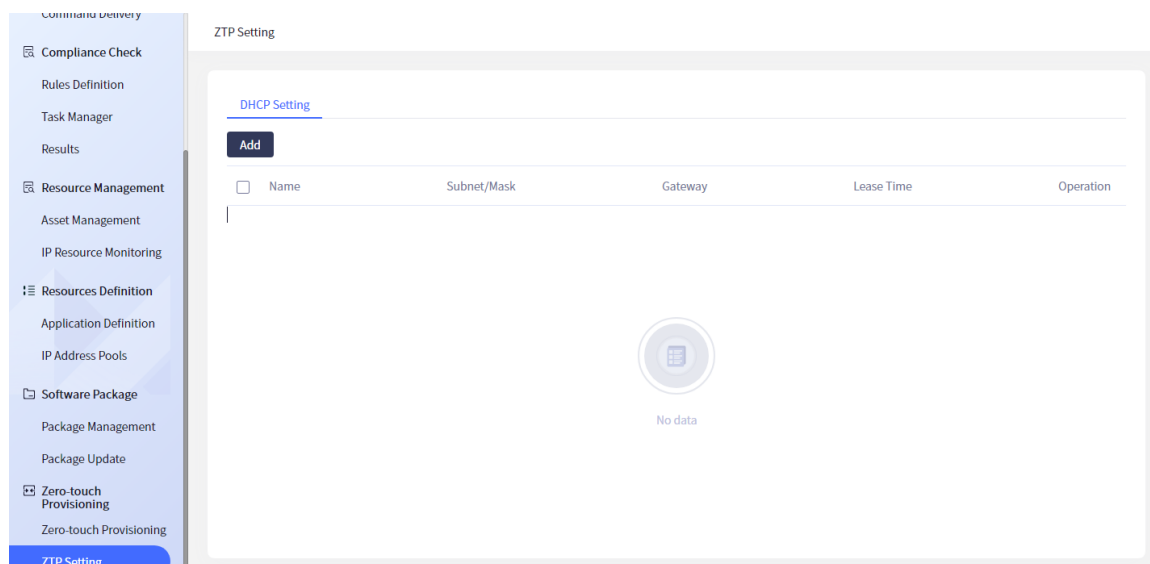 Command Delivery
Compliance Check
Rules Definition
Task Manager
Results
Resource Management
Asset Management
IP Resource Monitoring
Resources Definition
Application Definition
IP Address Pools
Software Package
Package Management
Package Update
Zero-touch
Provisioning
Zero-touch Provisioning
ZTP Setting
ZTP Setting
DHCP Setting
Add
Name Subnet/Mask Gateway Lease Time Operation
No data